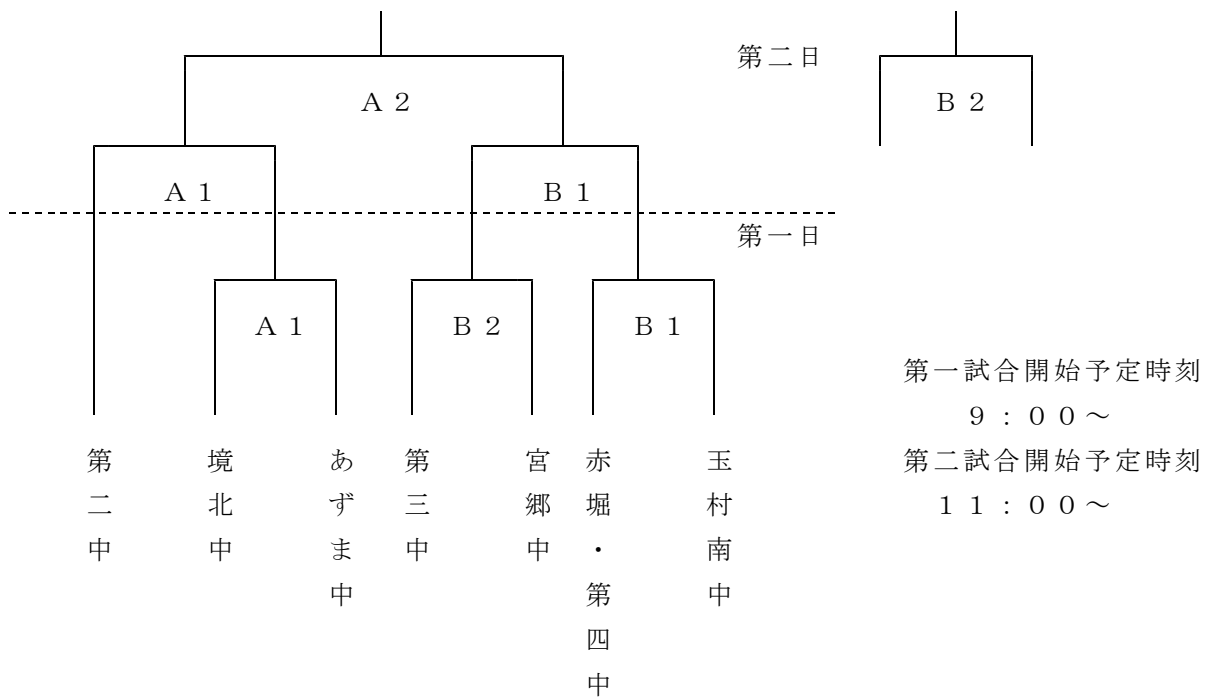 第二日
A 2
B 2
A 1
B 1
第一日
A 1
B 2
B 1
第一試合開始予定時刻
9:00~
第二試合開始予定時刻
11:00~
第二中
境北中
あずま中
第三中
宮郷中
赤堀・第四中
玉村南中